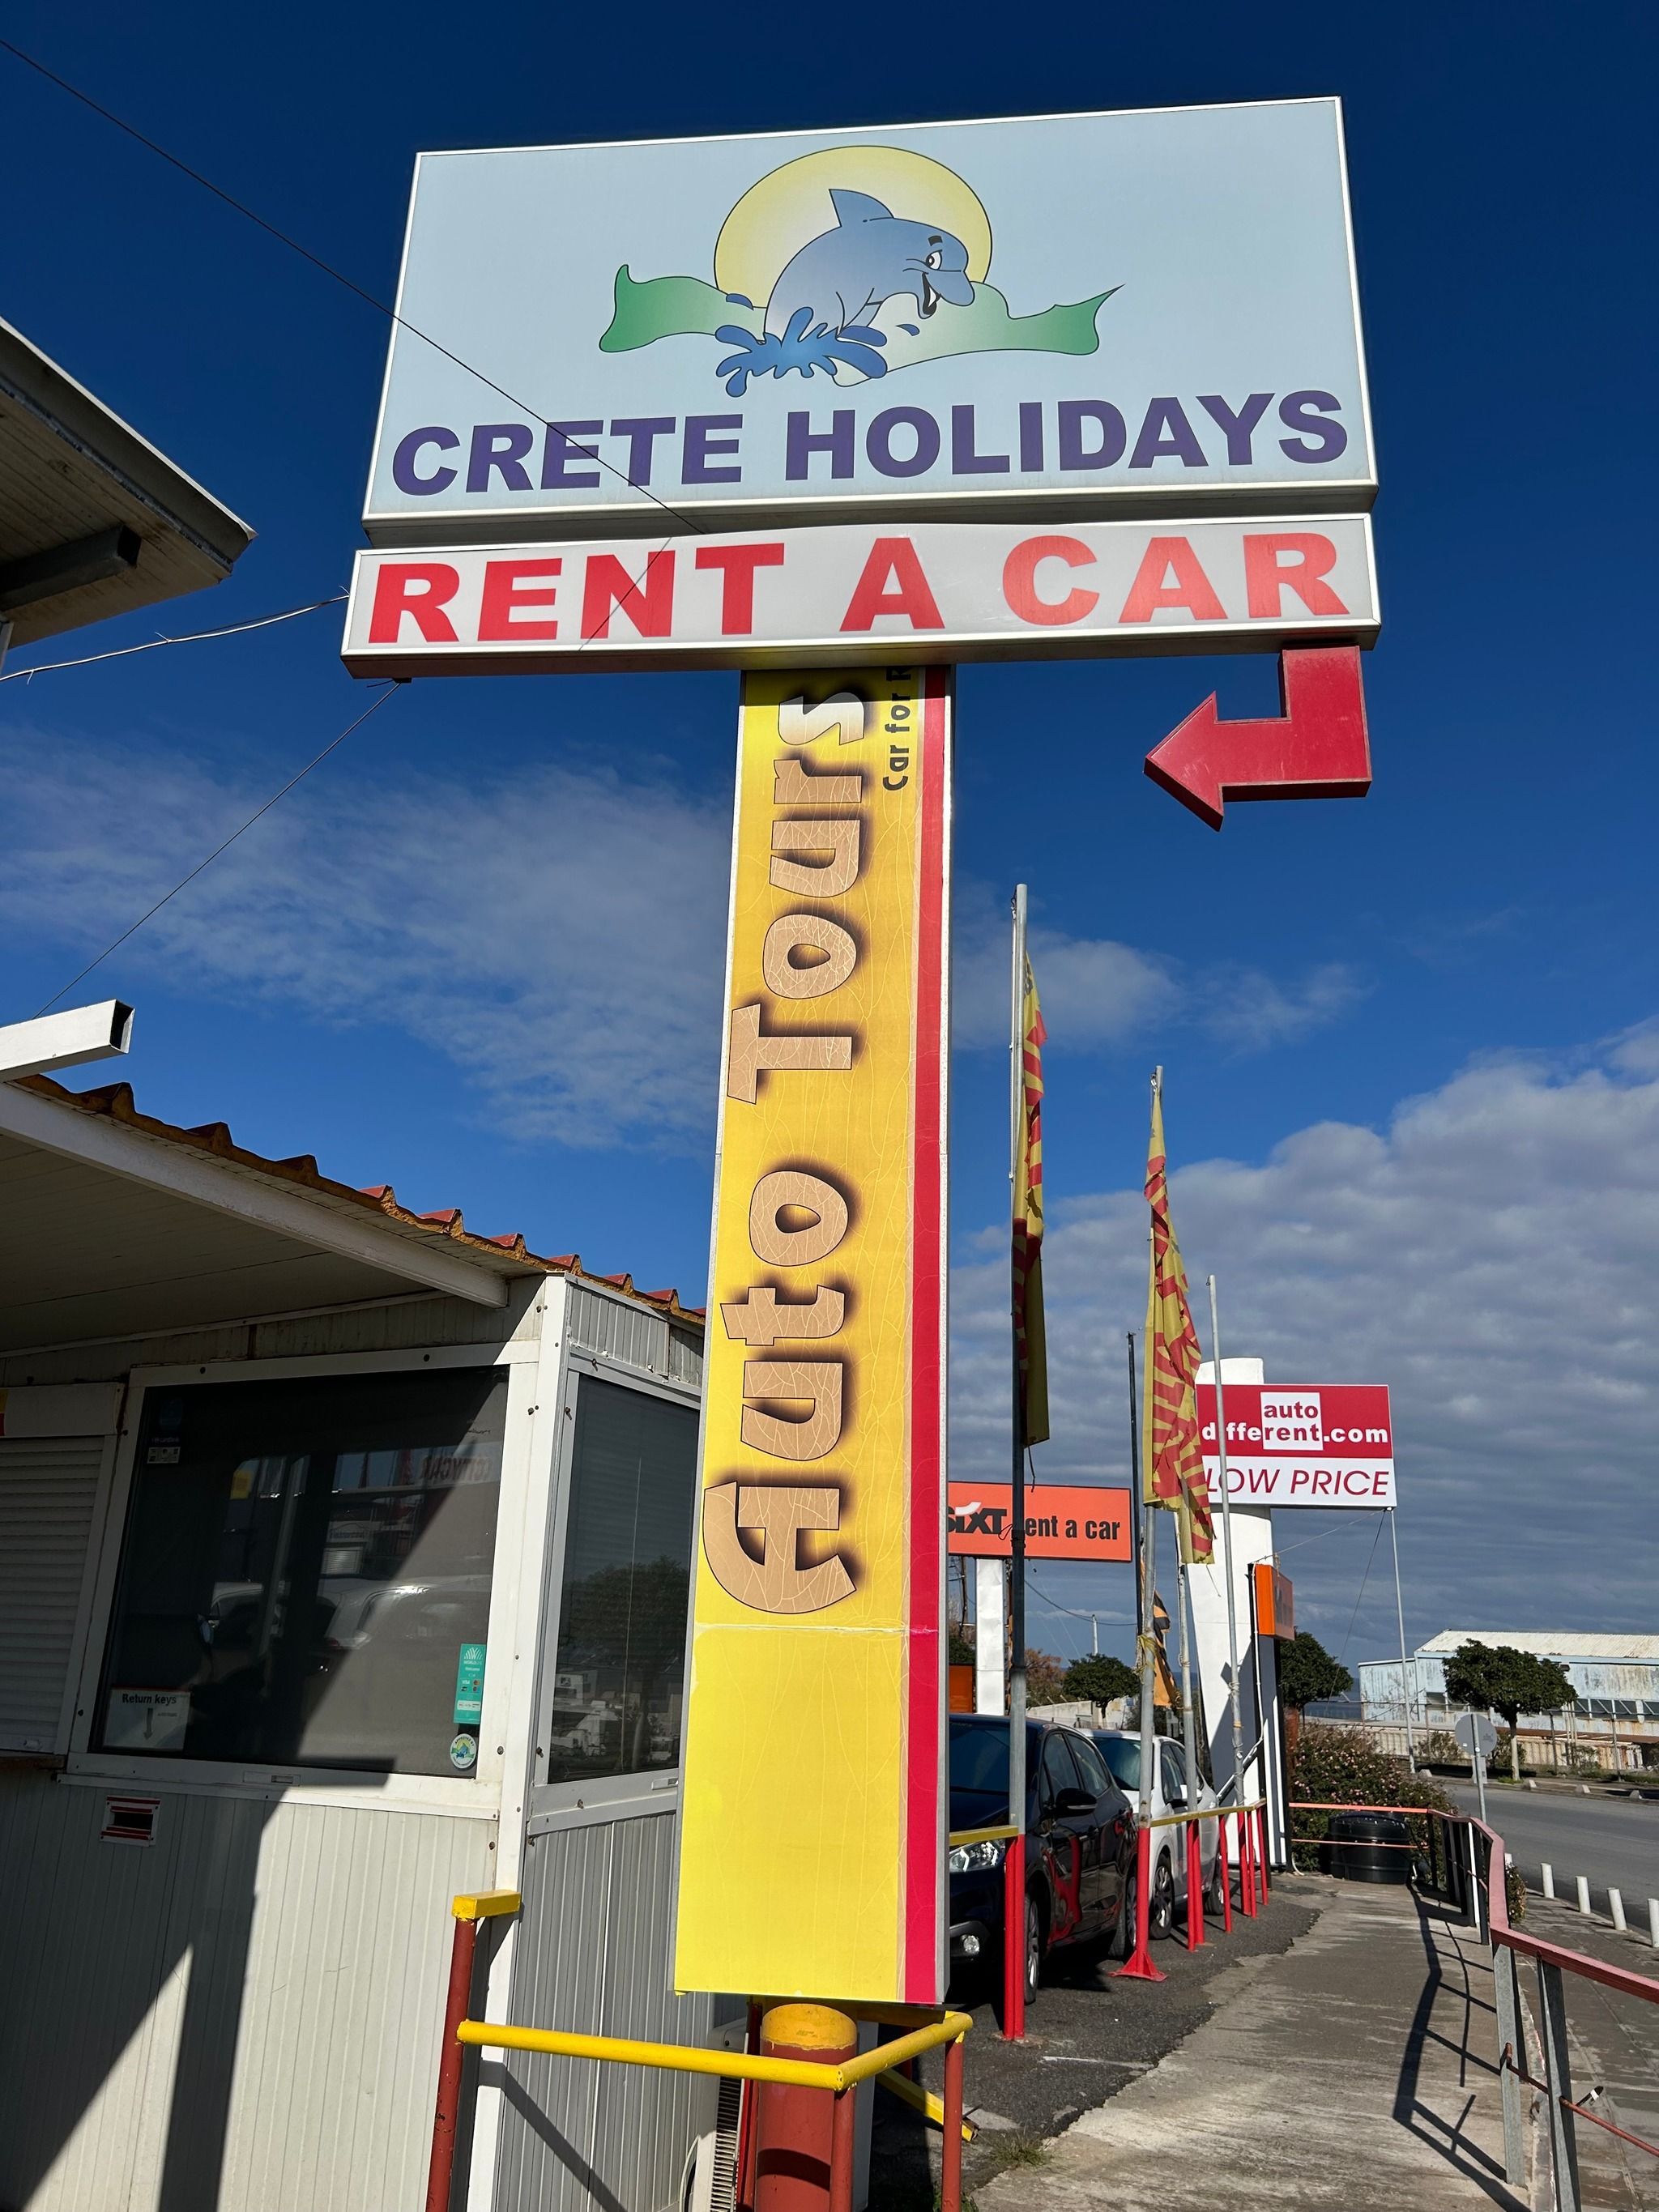 CRETE HOLIDAYS
RENT A CAR
Auto Tours
Car for
auto
different.com
LOW PRICE
SIXT rent a car
Return keys